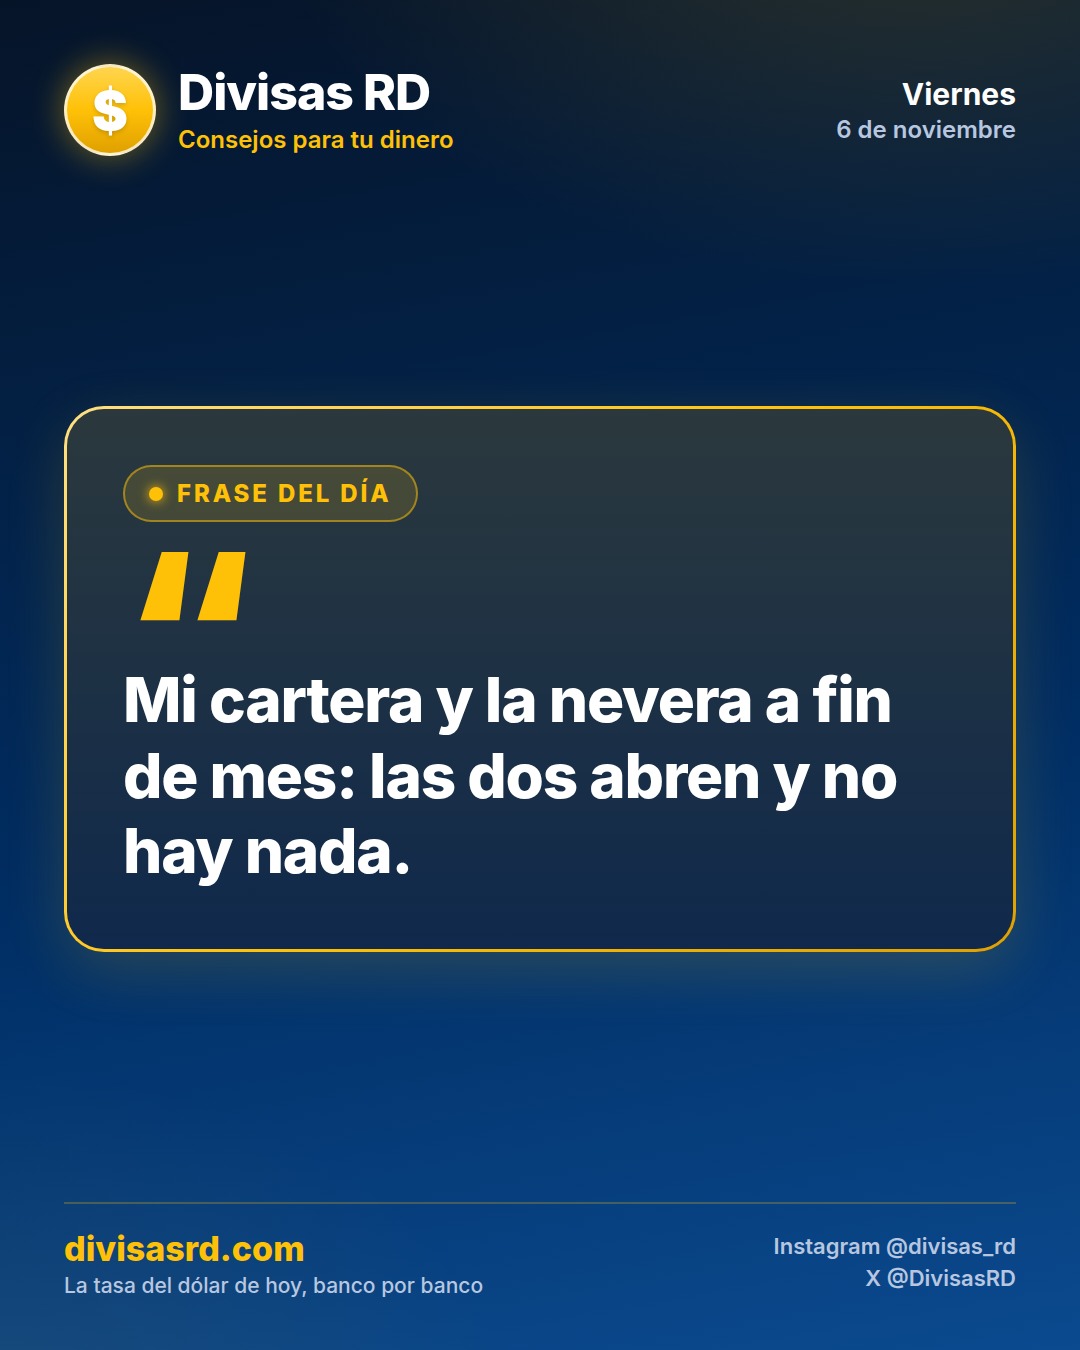 $
Divisas RD
Consejos para tu dinero
Viernes
6 de noviembre
FRASE DEL DÍA
"
Mi cartera y la nevera a fin
de mes: las dos abren y no
hay nada.
divisasrd.com
La tasa del dólar de hoy, banco por banco
Instagram @divisas_rd
X @DivisasRD